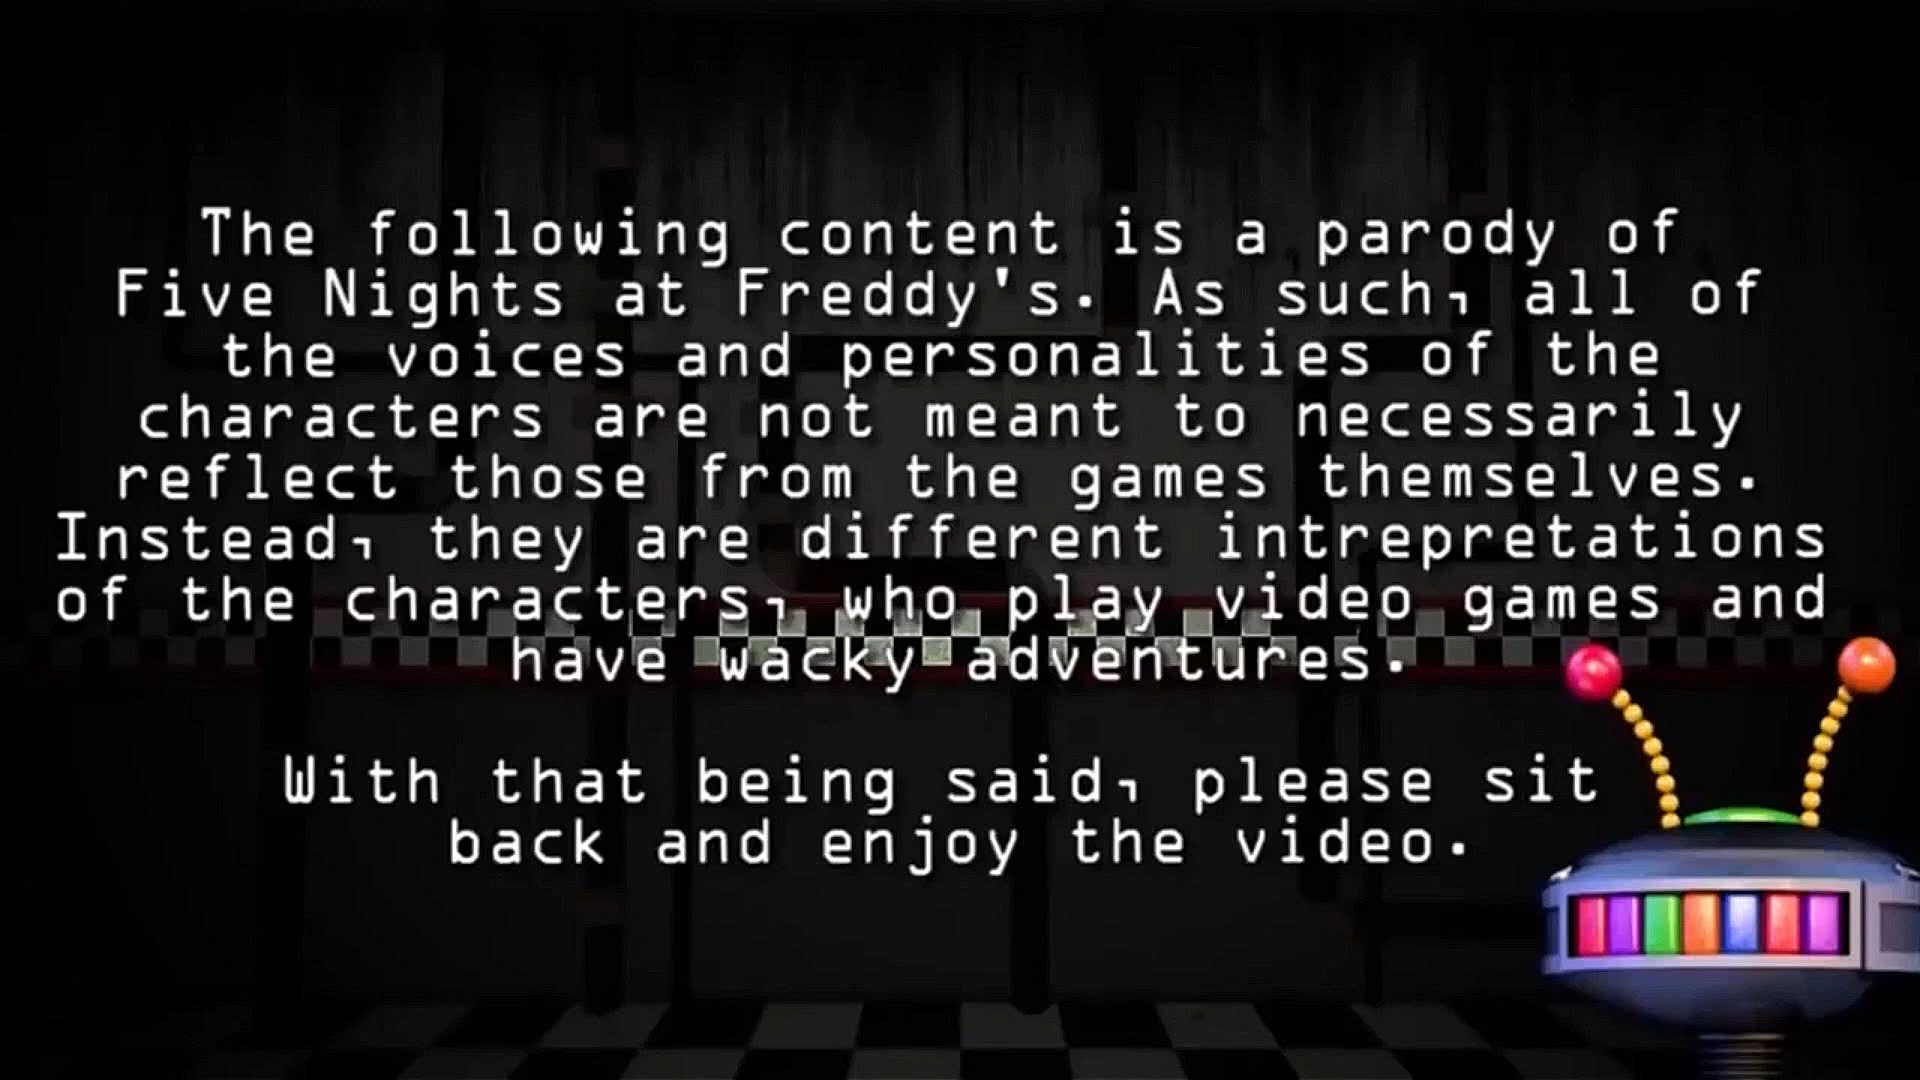 The following content is a parody of
Five Nights at Freddy's. As such, all of
the voices and personalities of the
characters are not meant to necessarily
reflect those from the games themselves.
Instead, they are different intrepretations
of the characters, who play video games and
have wacky adventures.
With that being said, please sit
back and enjoy the video.